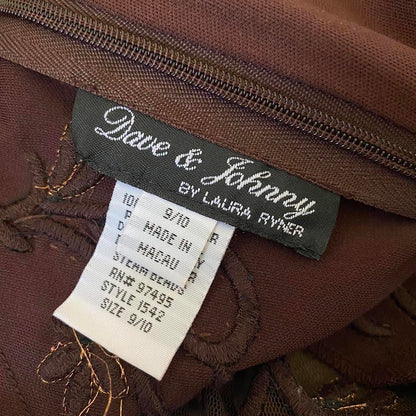 Dave & Johnny
BY LAURA RYNER
9/10
MADE IN
MACAU
RN# 97495
STYLE 1542
SIZE 9/10